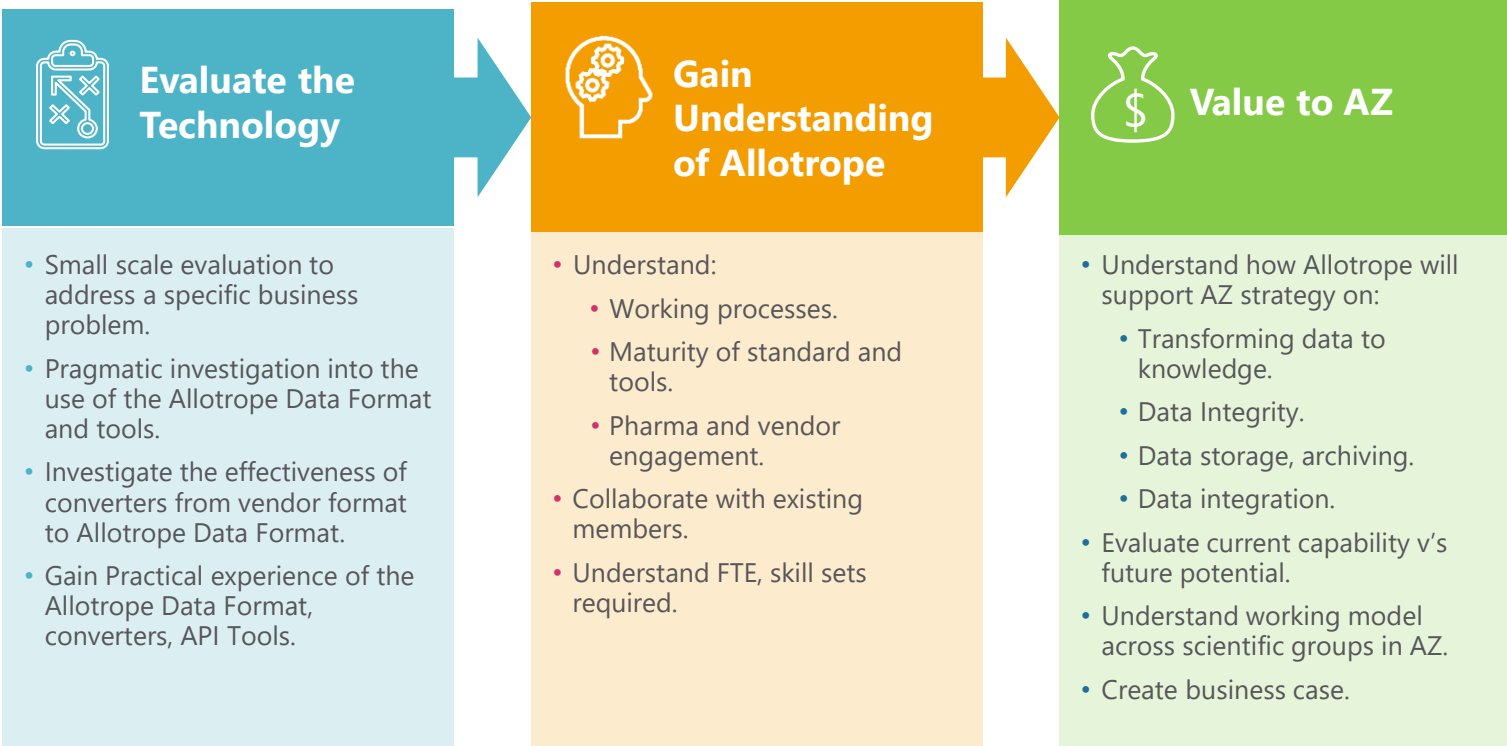 Evaluate the
Technology
• Small scale evaluation to
address a specific business
problem.
• Pragmatic investigation into the
use of the Allotrope Data Format
and tools.
• Investigate the effectiveness of
converters from vendor format
to Allotrope Data Format.
• Gain Practical experience of the
Allotrope Data Format,
converters, API Tools.
Gain
Understanding
of Allotrope
• Understand:
• Working processes.
• Maturity of standard and
tools.
• Pharma and vendor
engagement.
• Collaborate with existing
members.
• Understand FTE, skill sets
required.
$
Value to AZ
• Understand how Allotrope will
support AZ strategy on:
• Transforming data to
knowledge.
• Data Integrity.
• Data storage, archiving.
• Data integration.
• Evaluate current capability v's
future potential.
• Understand working model
across scientific groups in AZ.
• Create business case.